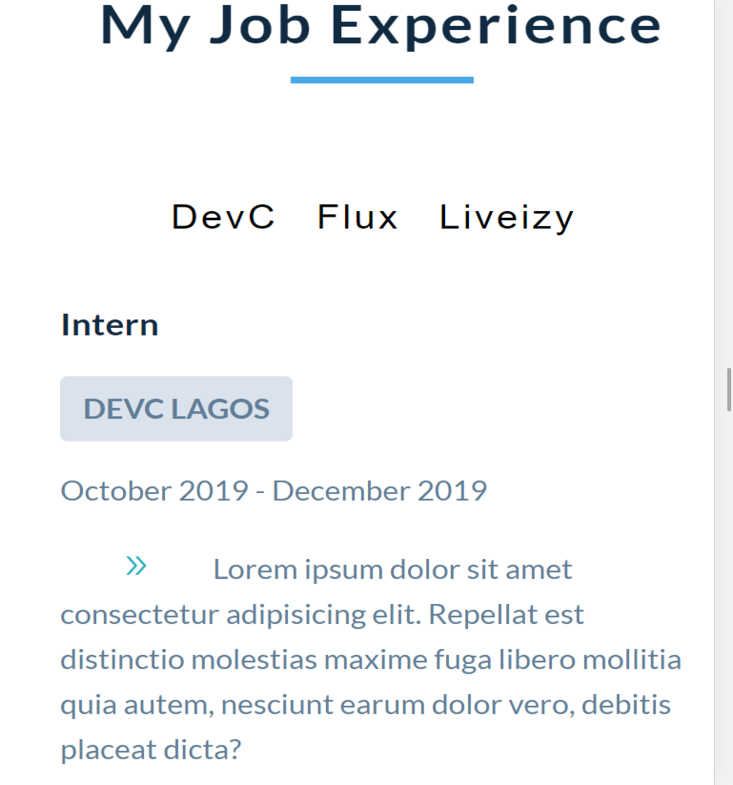 My Job Experience
DevC Flux Liveizy
Intern
DEVC LAGOS
October 2019 - December 2019
» Lorem ipsum dolor sit amet
consectetur adipisicing elit. Repellat est
distinctio molestias maxime fuga libero mollitia
quia autem, nesciunt earum dolor vero, debitis
placeat dicta?